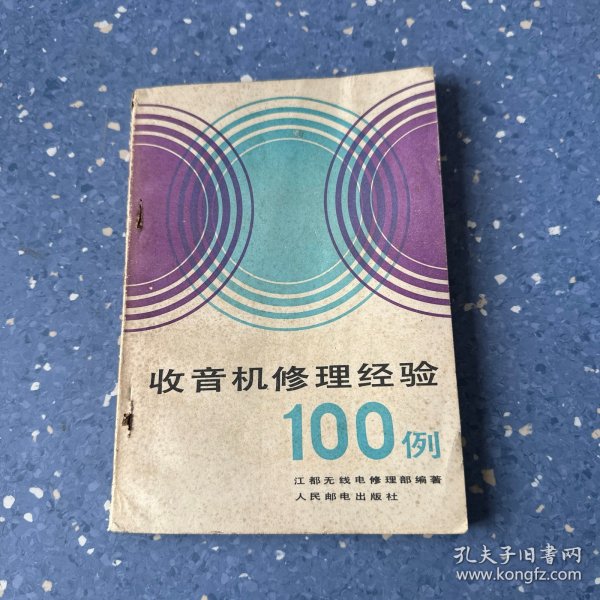 收音机修理经验
100例
江都无线电修理部编著
人民邮电出版社
孔夫子旧书网
www.kongfz.com